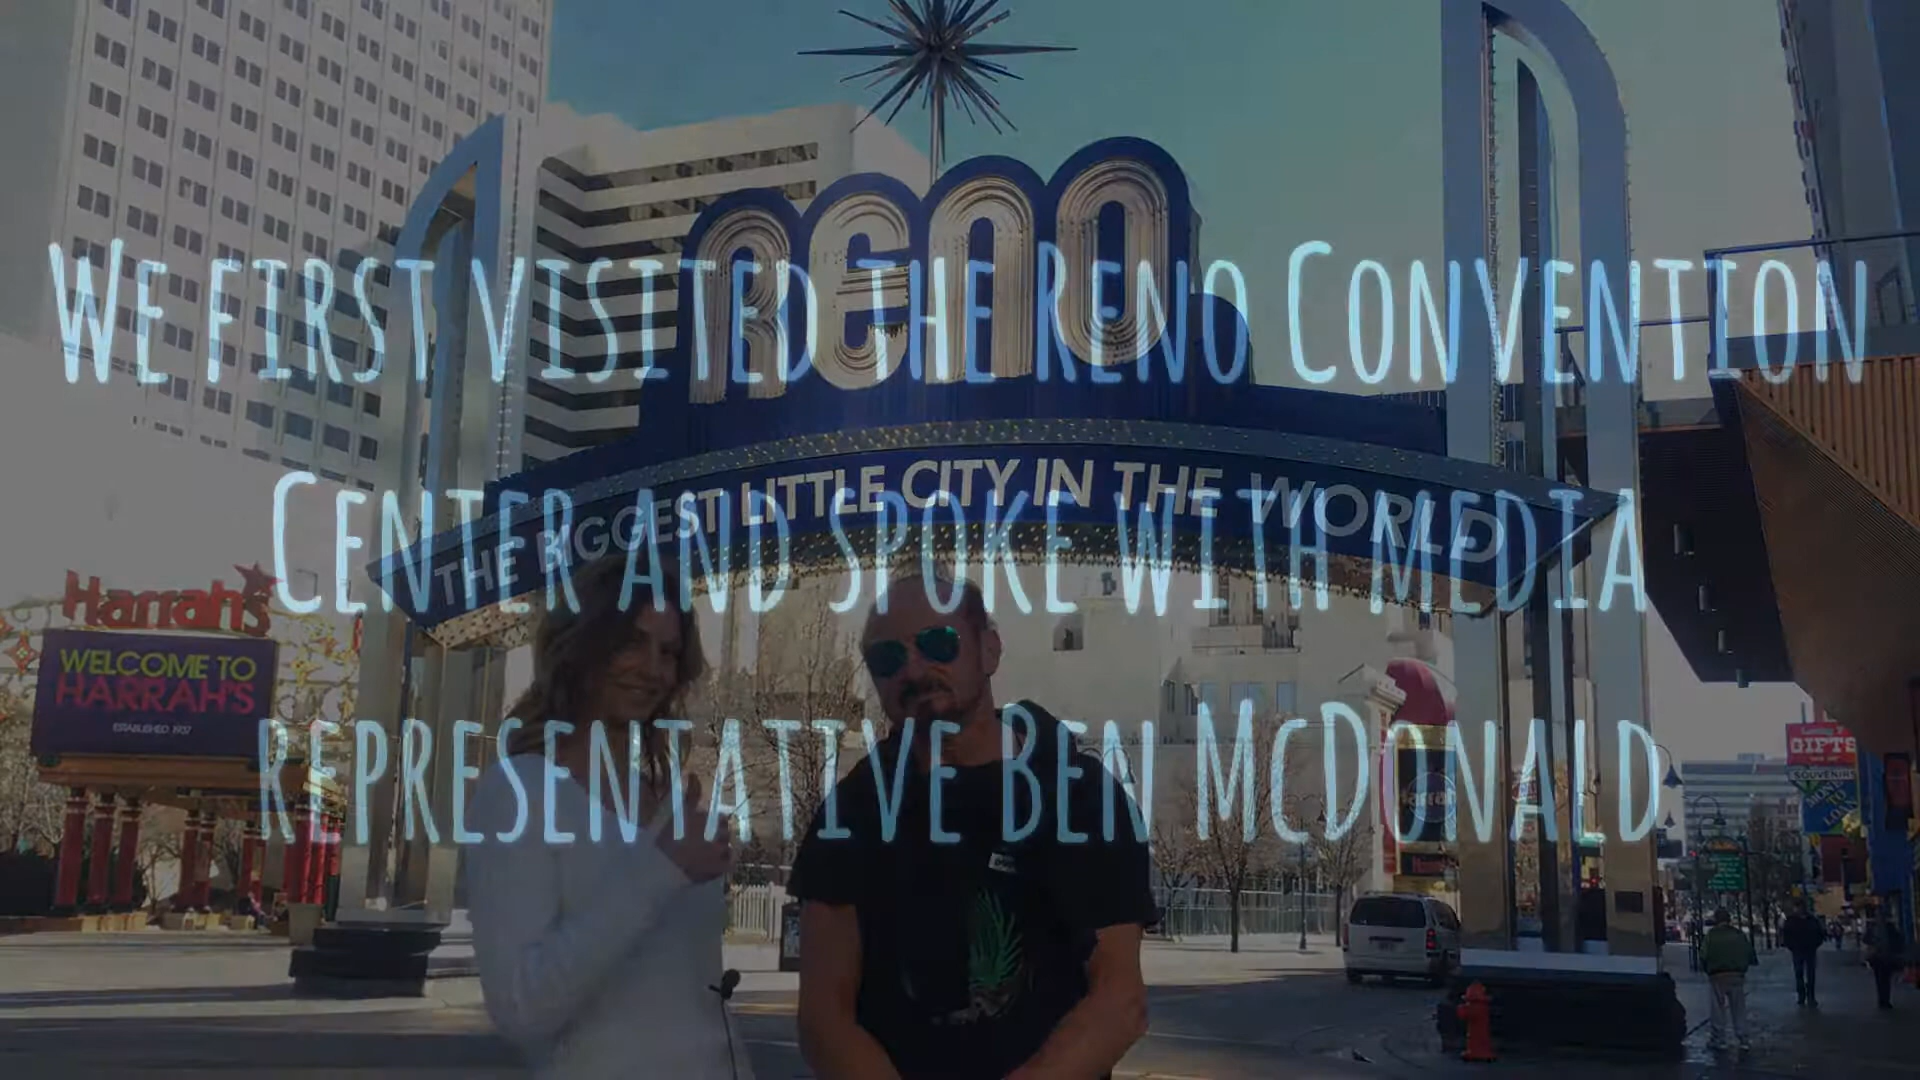 Reno
THE BIGGEST LITTLE CITY IN THE WORLD
We first visited the Reno Convention
Center and spoke with media
representative Ben McDonald
Harrah's
WELCOME TO
HARRAH'S
ESTABLISHED 1937
GIFTS
SOUVENIRS